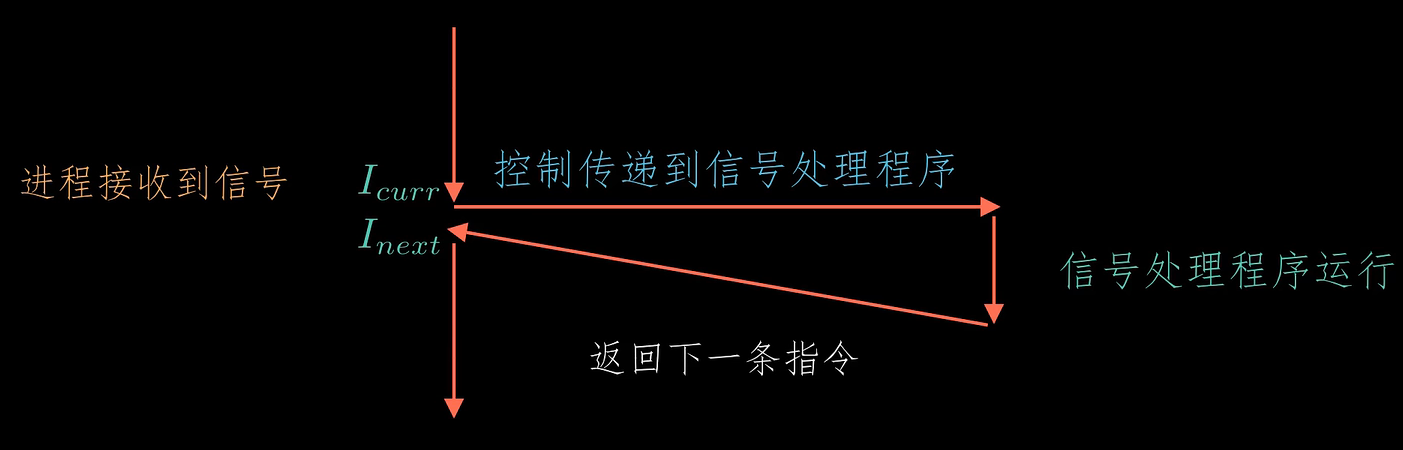 控制传递到信号处理程序
进程接收到信号
I_{curr}
I_{next}
信号处理程序运行
返回下一条指令